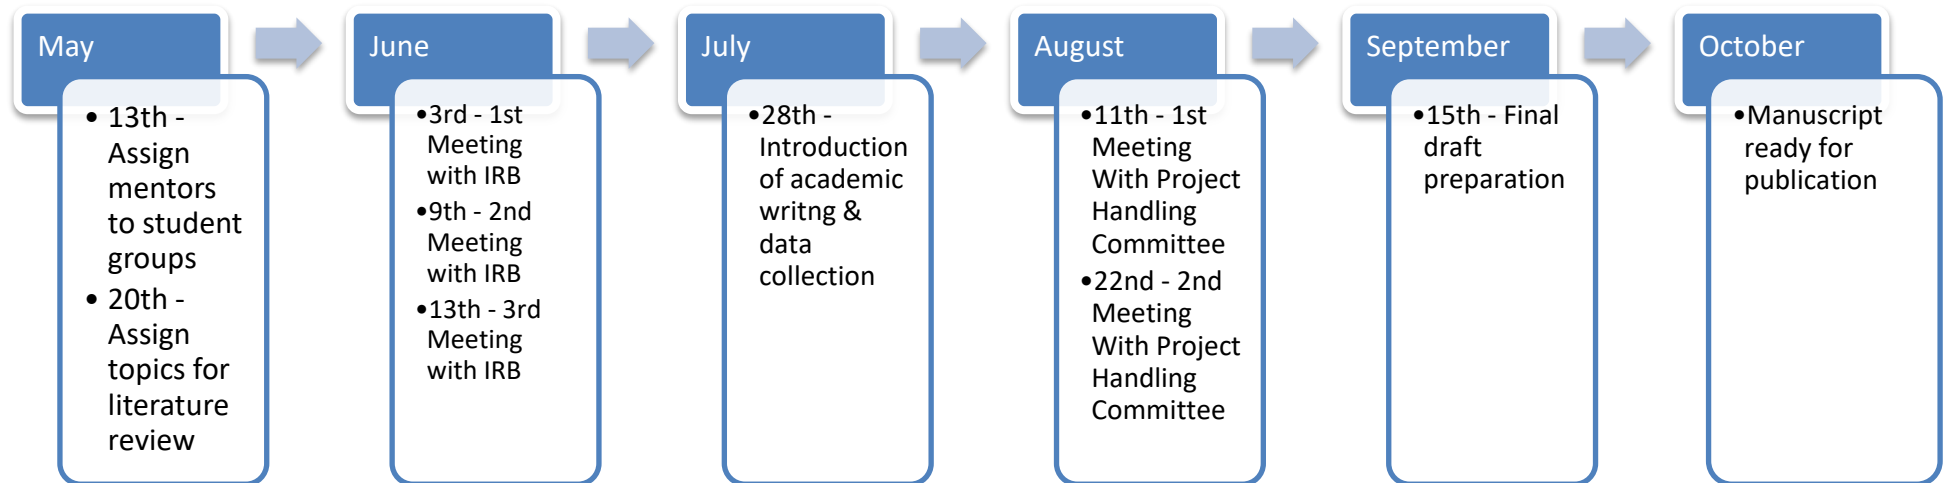 May
• 13th -
Assign
mentors
to student
groups
• 20th -
Assign
topics for
literature
review
June
•3rd - 1st
Meeting
with IRB
•9th - 2nd
Meeting
with IRB
•13th - 3rd
Meeting
with IRB
July
•28th -
Introduction
of academic
writng &
data
collection
August
•11th - 1st
Meeting
With Project
Handling
Committee
•22nd - 2nd
Meeting
With Project
Handling
Committee
September
•15th - Final
draft
preparation
October
•Manuscript
ready for
publication